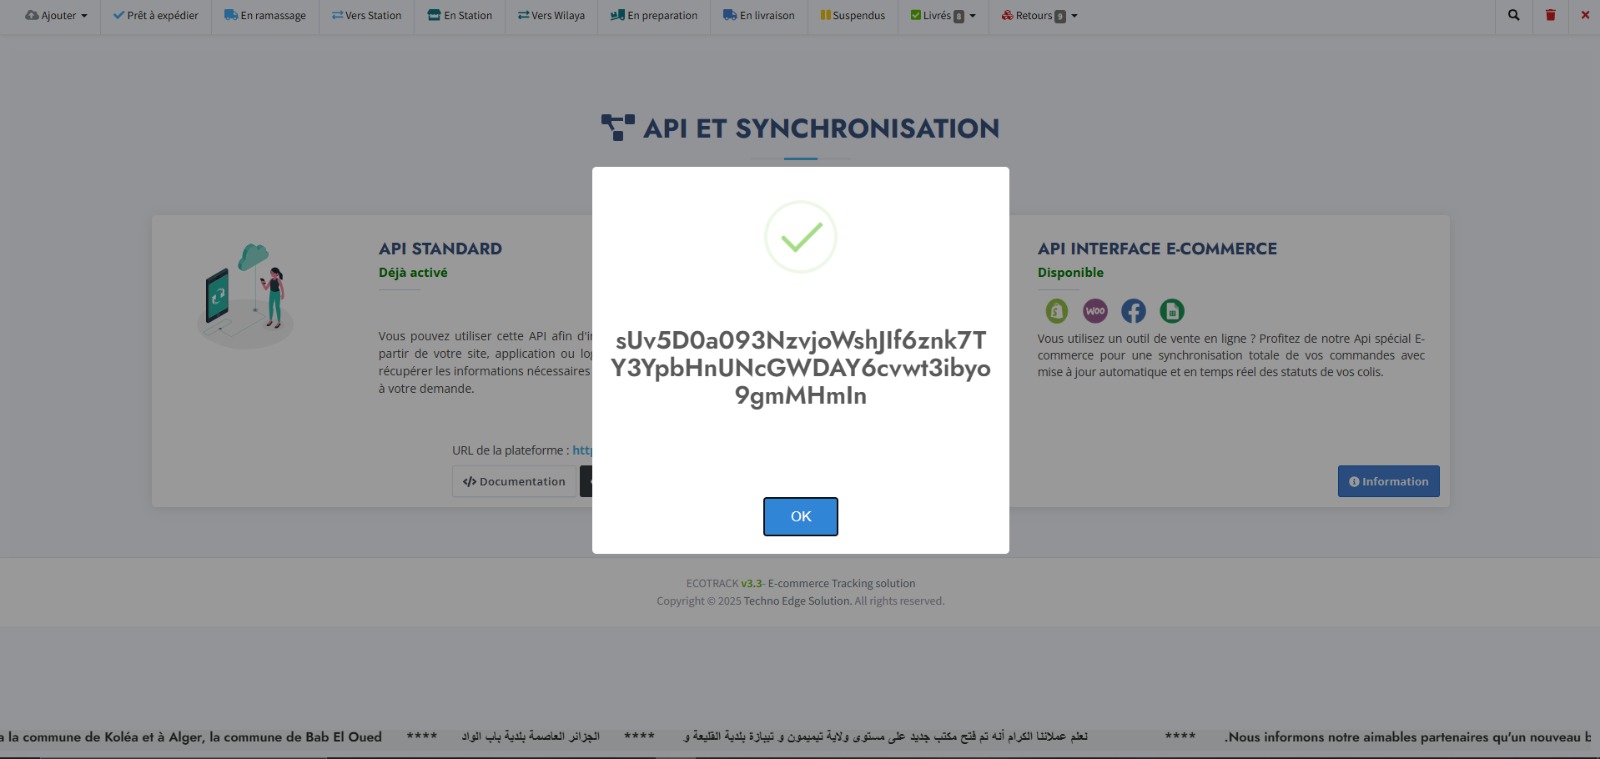 Ajouter Prêt à expédier En ramassage Vers Station En Station Vers Wilaya En preparation En livraison Suspendus Livrés 8 Retours 9
API ET SYNCHRONISATION
API STANDARD
Déjà activé
Vous pouvez utiliser cette API afin d'i
partir de votre site, application ou log
récupérer les informations nécessaires
à votre demande.
URL de la plateforme : http
Documentation
sUv5D0a093NzvjoWshJIf6znk7T
Y3YpbHnUNcGWDAY6cvwt3ibyo
9gmMHmIn
OK
API INTERFACE E-COMMERCE
Disponible
WOO
Vous utilisez un outil de vente en ligne ? Profitez de notre Api spécial E-
commerce pour une synchronisation totale de vos commandes avec
mise à jour automatique et en temps réel des statuts de vos colis.
Information
ECOTRACK v3.3- E-commerce Tracking solution
Copyright © 2025 Techno Edge Solution. All rights reserved.
a la commune de Koléa et à Alger, la commune de Bab El Oued **** الجزائر العاصمة بلدية باب الواد **** نعلم عملائنا الكرام أنه تم فتح مكتب جديد على مستوى ولاية تيميمون و تيبازة بلدية القليعة و **** .Nous informons notre aimables partenaires qu'un nouveau b